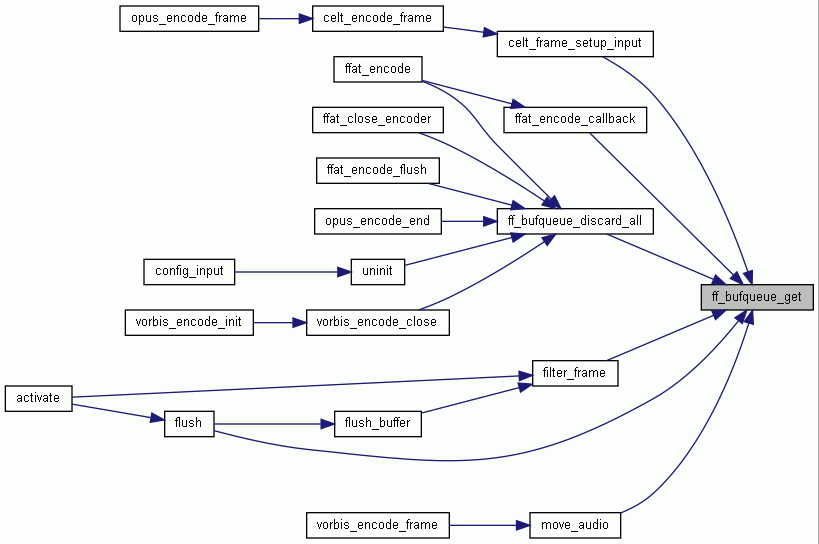 opus_encode_frame
celt_encode_frame
celt_frame_setup_input
ffat_encode
ffat_close_encoder
ffat_encode_callback
ffat_encode_flush
opus_encode_end
ff_bufqueue_discard_all
config_input
uninit
ff_bufqueue_get
vorbis_encode_init
vorbis_encode_close
filter_frame
activate
flush
flush_buffer
vorbis_encode_frame
move_audio